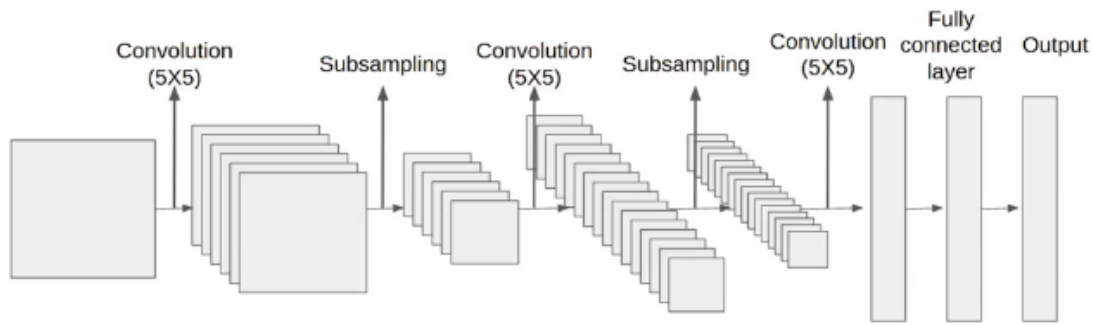 Convolution
(5X5)
Subsampling
Convolution
(5X5)
Subsampling
Convolution
(5X5)
Fully
connected
layer
Output